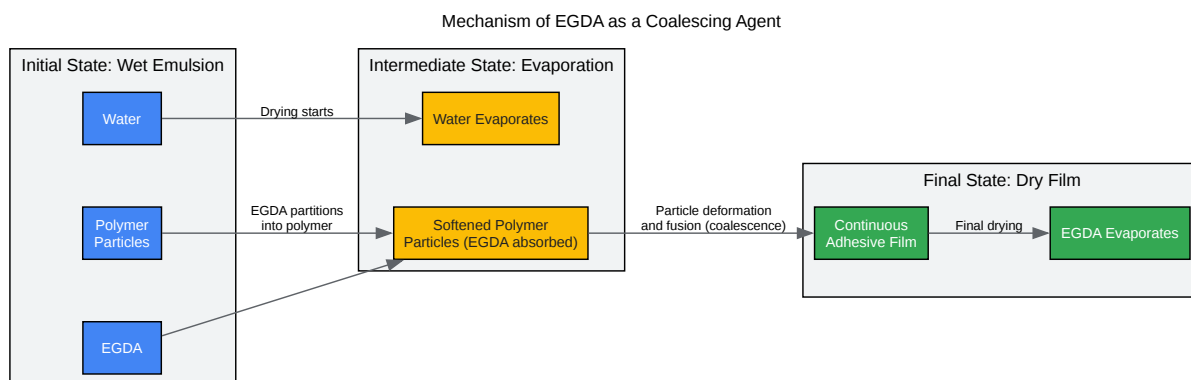 Mechanism of EGDA as a Coalescing Agent
Initial State: Wet Emulsion
Water
Polymer
Particles
EGDA
Drying starts
EGDA partitions
into polymer
Intermediate State: Evaporation
Water Evaporates
Softened Polymer
Particles (EGDA absorbed)
Particle deformation
and fusion (coalescence)
Final State: Dry Film
Continuous
Adhesive Film
Final drying
EGDA Evaporates